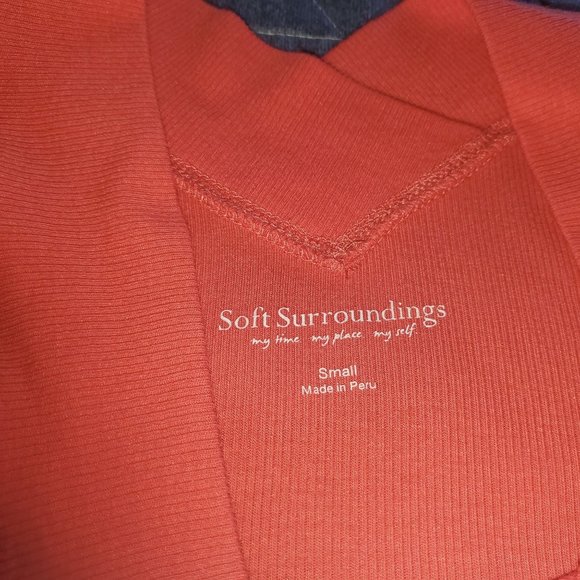 Soft Surroundings
my time. my place. my self.
Small
Made in Peru